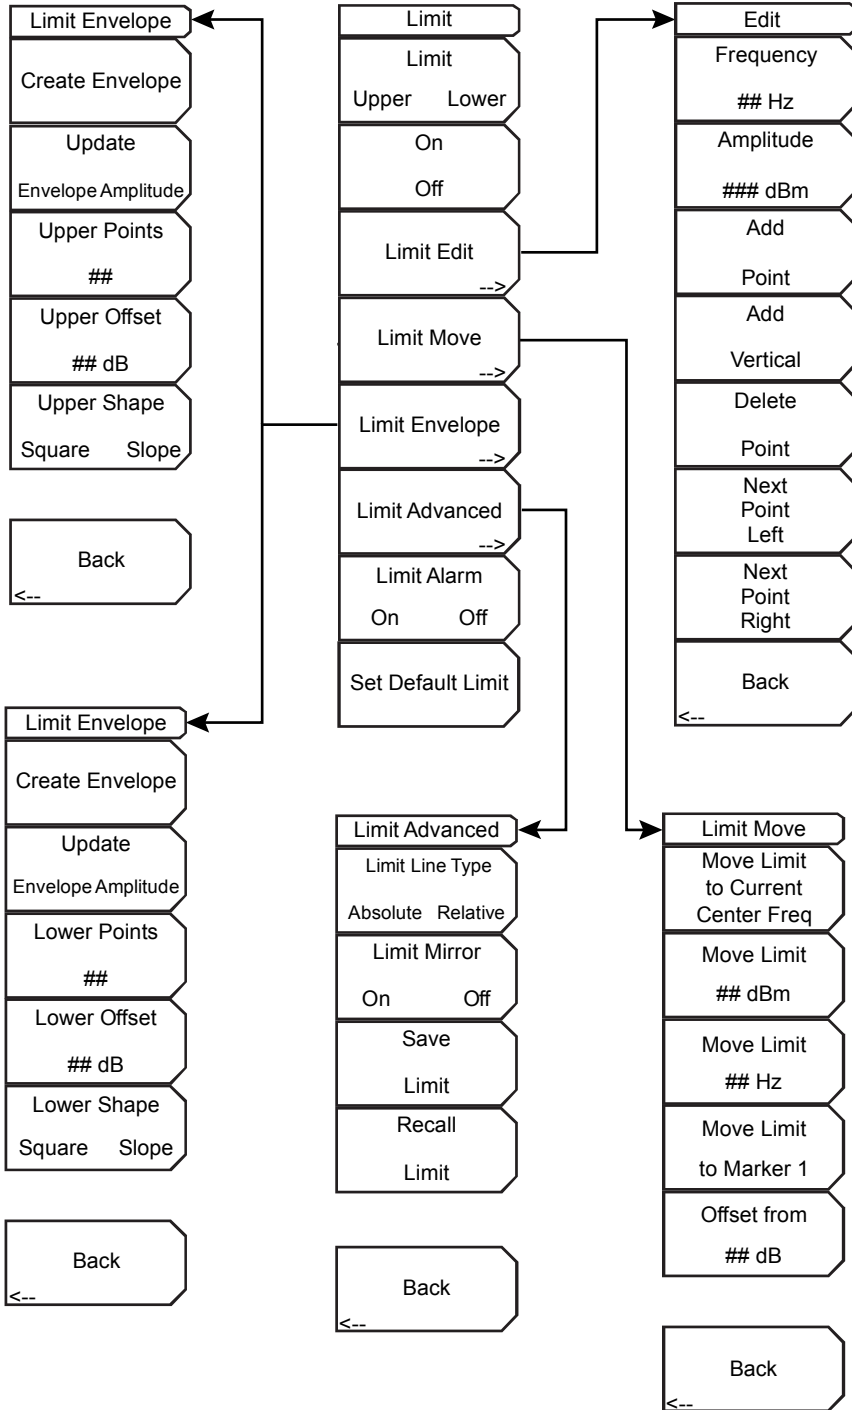 Limit Envelope
Create Envelope
Update
Envelope Amplitude
Upper Points
##
Upper Offset
## dB
Upper Shape
Square Slope
Back
<--
Limit Envelope
Create Envelope
Update
Envelope Amplitude
Lower Points
##
Lower Offset
## dB
Lower Shape
Square Slope
Back
<--
Limit
Limit
Upper Lower
On
Off
Limit Edit
-->
Limit Move
-->
Limit Envelope
-->
Limit Advanced
-->
Limit Alarm
On Off
Set Default Limit
Limit Advanced
Limit Line Type
Absolute Relative
Limit Mirror
On Off
Save
Limit
Recall
Limit
Back
<--
Edit
Frequency
## Hz
Amplitude
### dBm
Add
Point
Add
Vertical
Delete
Point
Next
Point
Left
Next
Point
Right
Back
<--
Limit Move
Move Limit
to Current
Center Freq
Move Limit
## dBm
Move Limit
## Hz
Move Limit
to Marker 1
Offset from
## dB
Back
<--